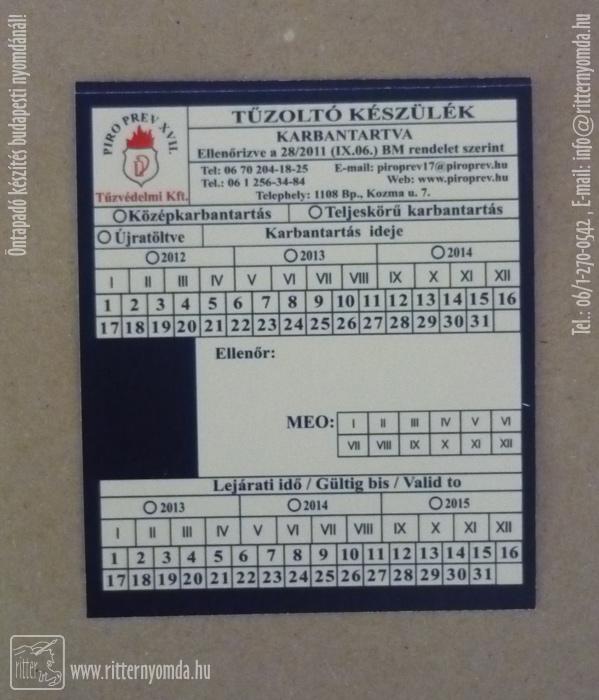 Öntapadó készítés budapesti nyomdánál!
Tel.: 06/1-270-0542 , E-mail: info@ritternyomda.hu
PIRO PREV XVII.
Tűzvédelmi Kft.
TŰZOLTÓ KÉSZÜLÉK
KARBANTARTVA
Ellenőrizve a 28/2011 (IX.06.) BM rendelet szerint
Tel: 06 70 204-18-25 E-mail: piroprev17@piroprev.hu
Tel.: 06 1 256-34-84 Web: www.piroprev.hu
Telephely: 1108 Bp., Kozma u. 7.
Középkarbantartás Teljeskörű karbantartás
Újratöltve Karbantartás ideje
2012 2013 2014
I II III IV V VI VII VIII IX X XI XII
1 2 3 4 5 6 7 8 9 10 11 12 13 14 15 16
17 18 19 20 21 22 23 24 25 26 27 28 29 30 31
Ellenőr:
MEO: I II III IV V VI
VII VIII IX X XI XII
Lejárati idő / Gültig bis / Valid to
2013 2014 2015
I II III IV V VI VII VIII IX X XI XII
1 2 3 4 5 6 7 8 9 10 11 12 13 14 15 16
17 18 19 20 21 22 23 24 25 26 27 28 29 30 31
ritter
www.ritternyomda.hu